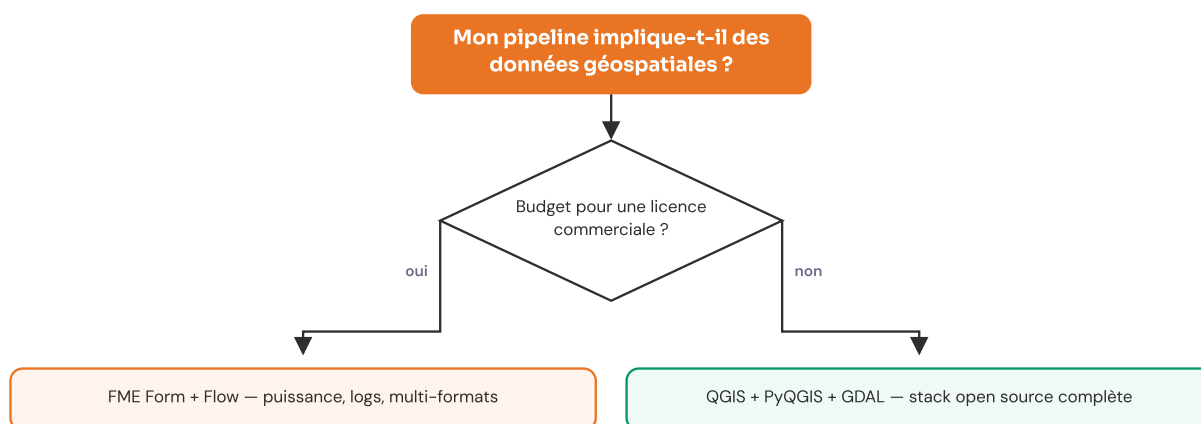 Mon pipeline implique-t-il des
données géospatiales ?
Budget pour une licence
commerciale ?
oui
non
FME Form + Flow — puissance, logs, multi-formats
QGIS + PyQGIS + GDAL — stack open source complète